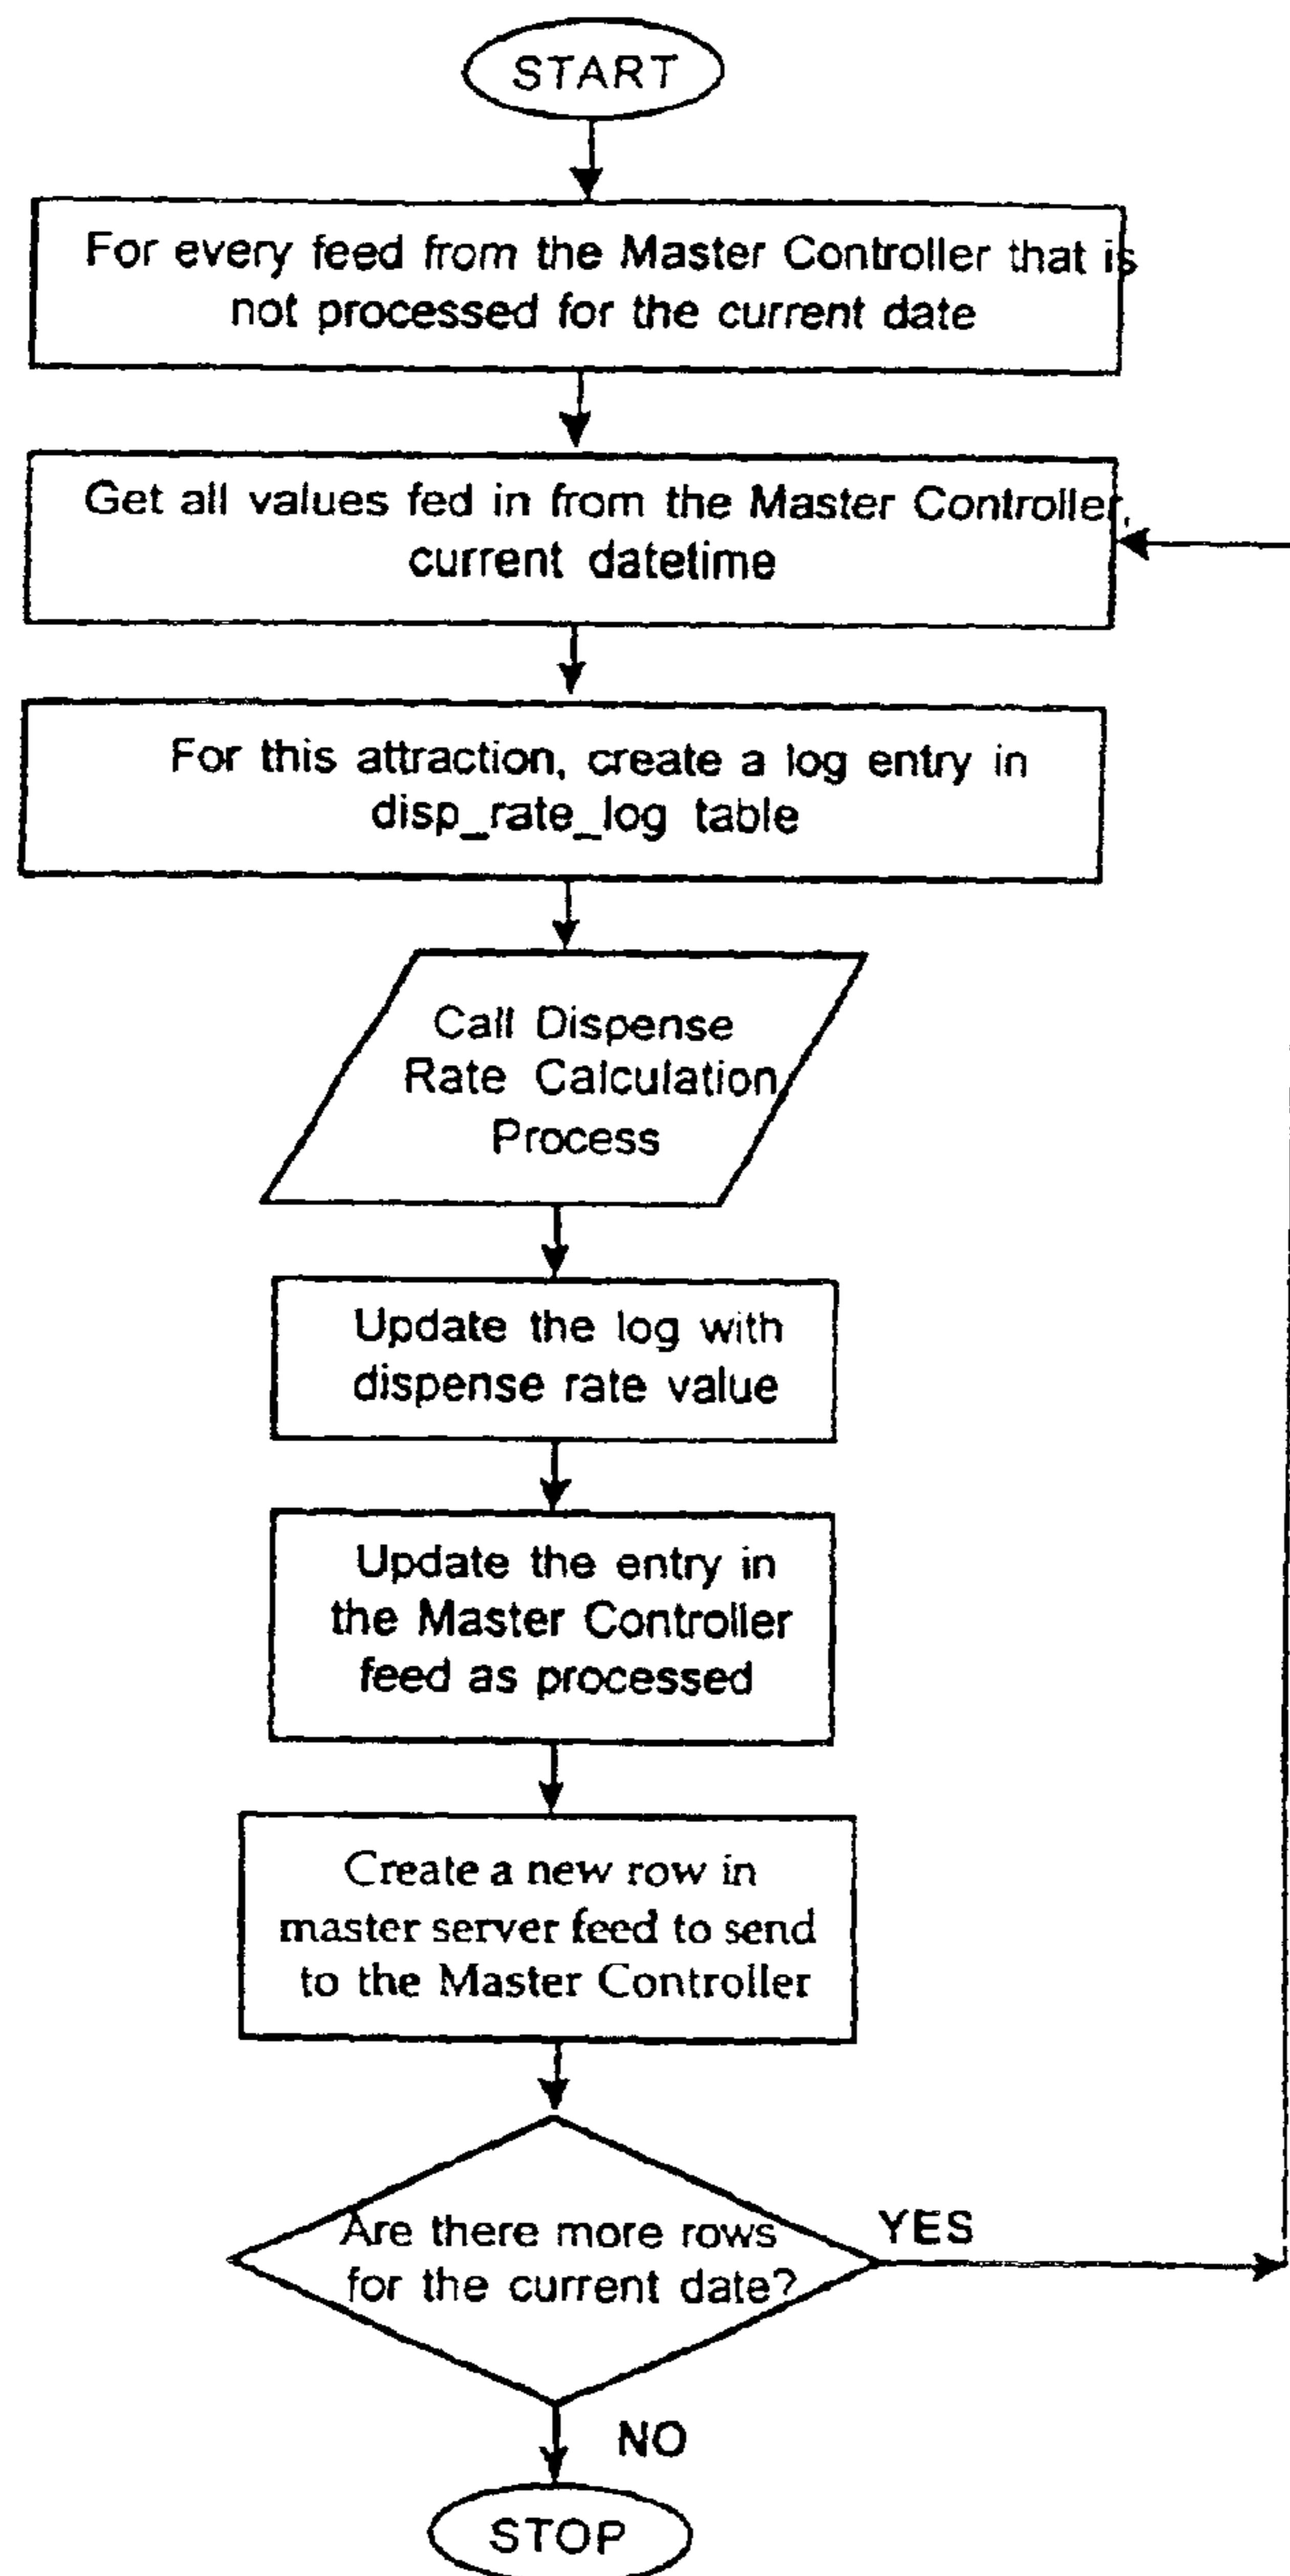 START
For every feed from the Master Controller that is
not processed for the current date
Get all values fed in from the Master Controller,
current datetime
For this attraction, create a log entry in
disp_rate_log table
Call Dispense
Rate Calculation
Process
Update the log with
dispense rate value
Update the entry in
the Master Controller
feed as processed
Create a new row in
master server feed to send
to the Master Controller
Are there more rows
for the current date?
YES
NO
STOP